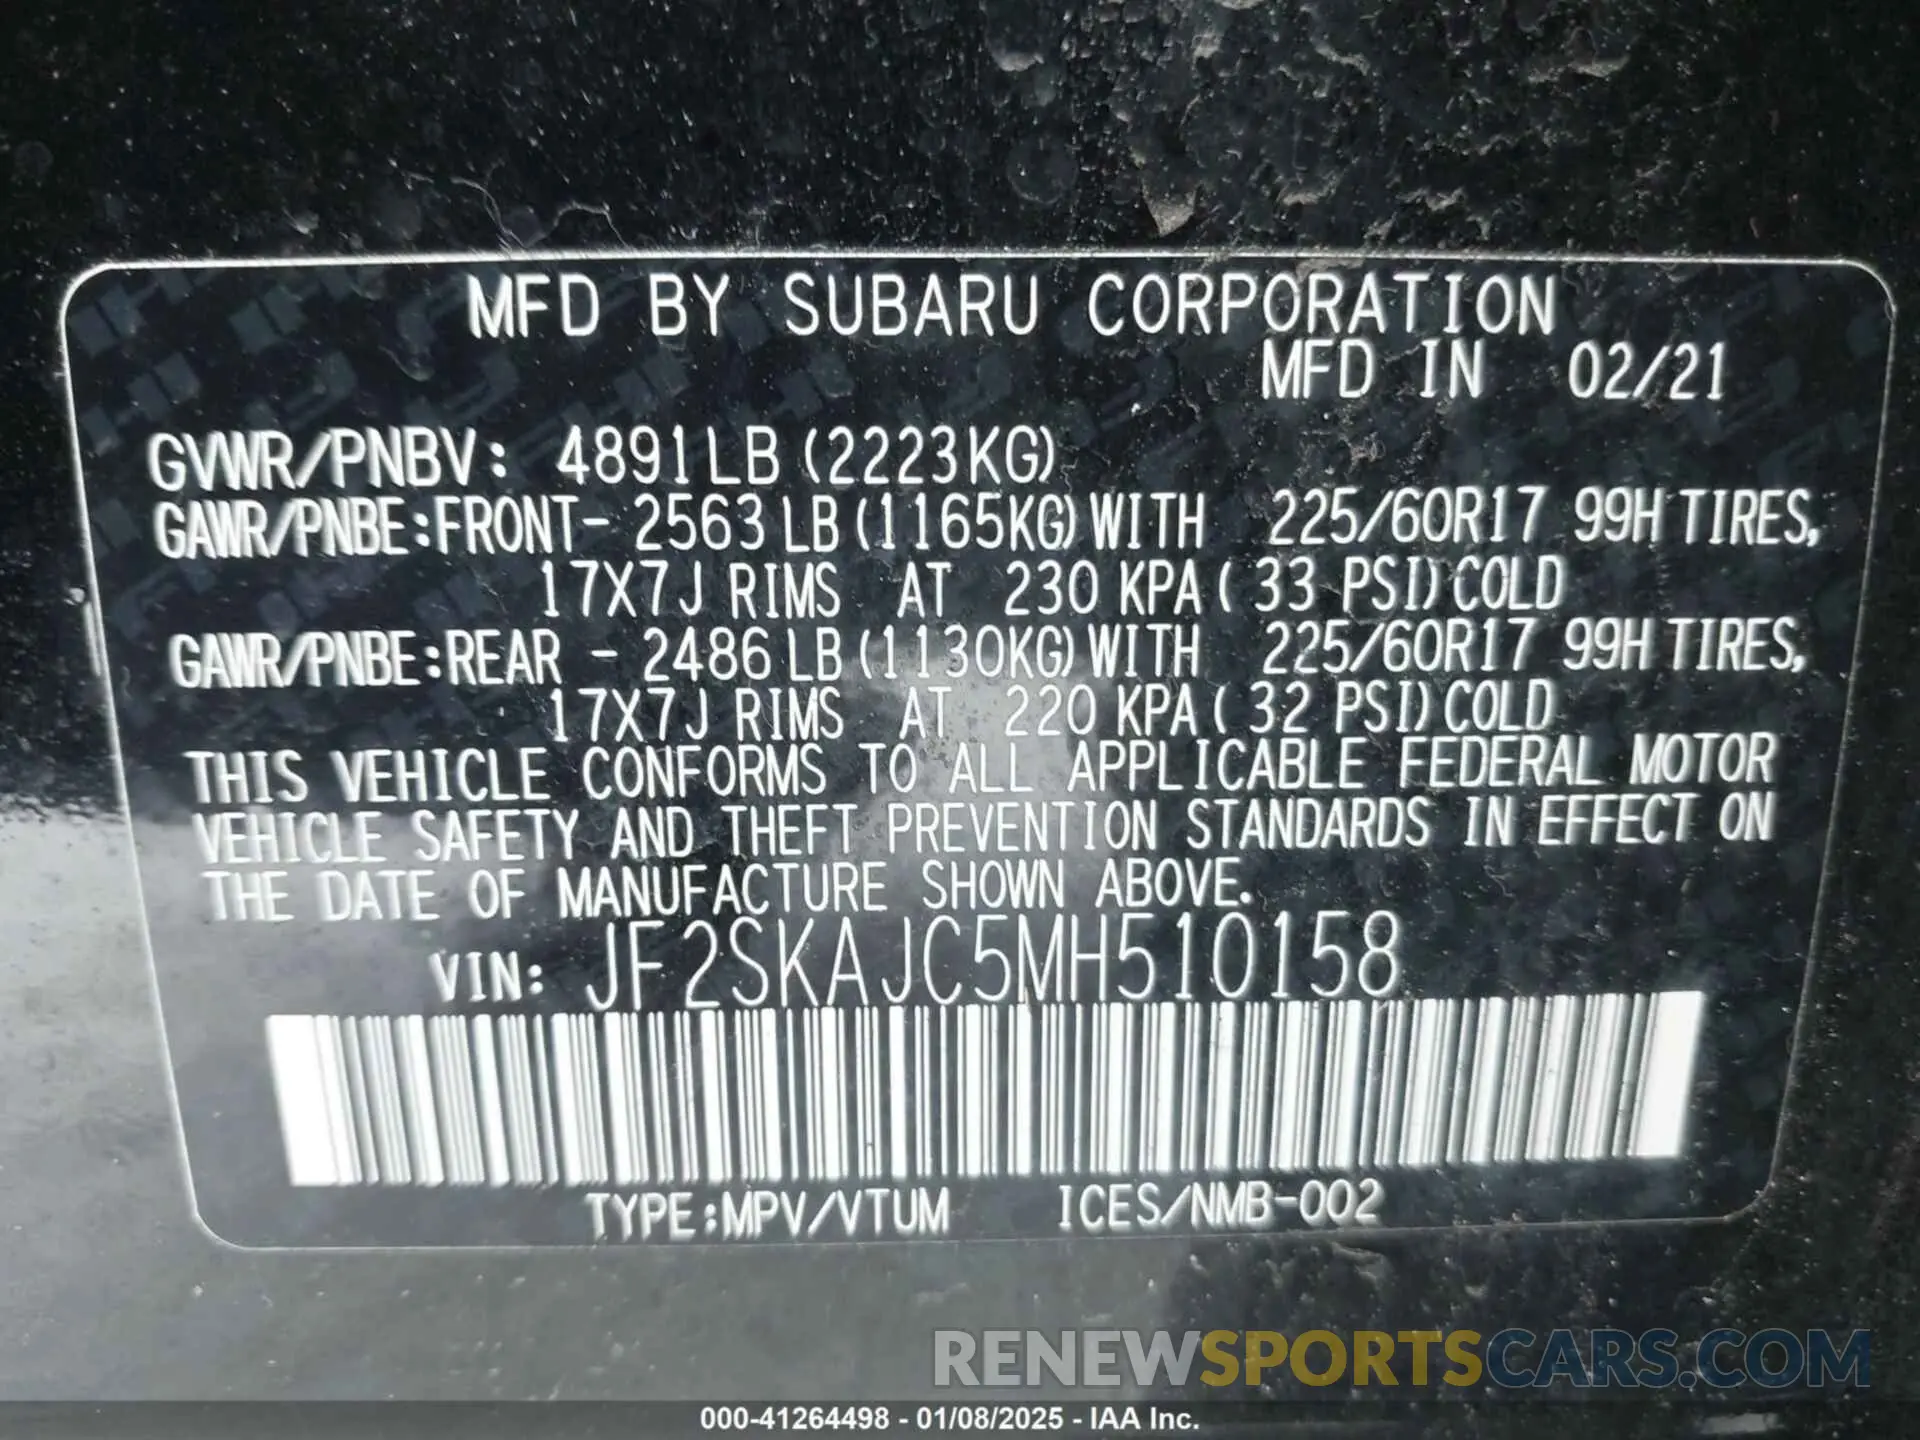 MFD BY SUBARU CORPORATION
MFD IN 02/21
GVWR/PNBV: 4891LB (2223KG)
GAWR/PNBE:FRONT- 2563 LB (1165KG) WITH 225/60R17 99H TIRES,
17X7J RIMS AT 230 KPA ( 33 PSI) COLD
GAWR/PNBE:REAR - 2486 LB (1130KG) WITH 225/60R17 99H TIRES,
17X7J RIMS AT 220 KPA ( 32 PSI) COLD
THIS VEHICLE CONFORMS TO ALL APPLICABLE FEDERAL MOTOR
VEHICLE SAFETY AND THEFT PREVENTION STANDARDS IN EFFECT ON
THE DATE OF MANUFACTURE SHOWN ABOVE.
VIN: JF2SKAJC5MH510158
TYPE:MPV/VTUM ICES/NMB-002
RENEWSPORTSCARS.COM
000-41264498 - 01/08/2025 - IAA Inc.